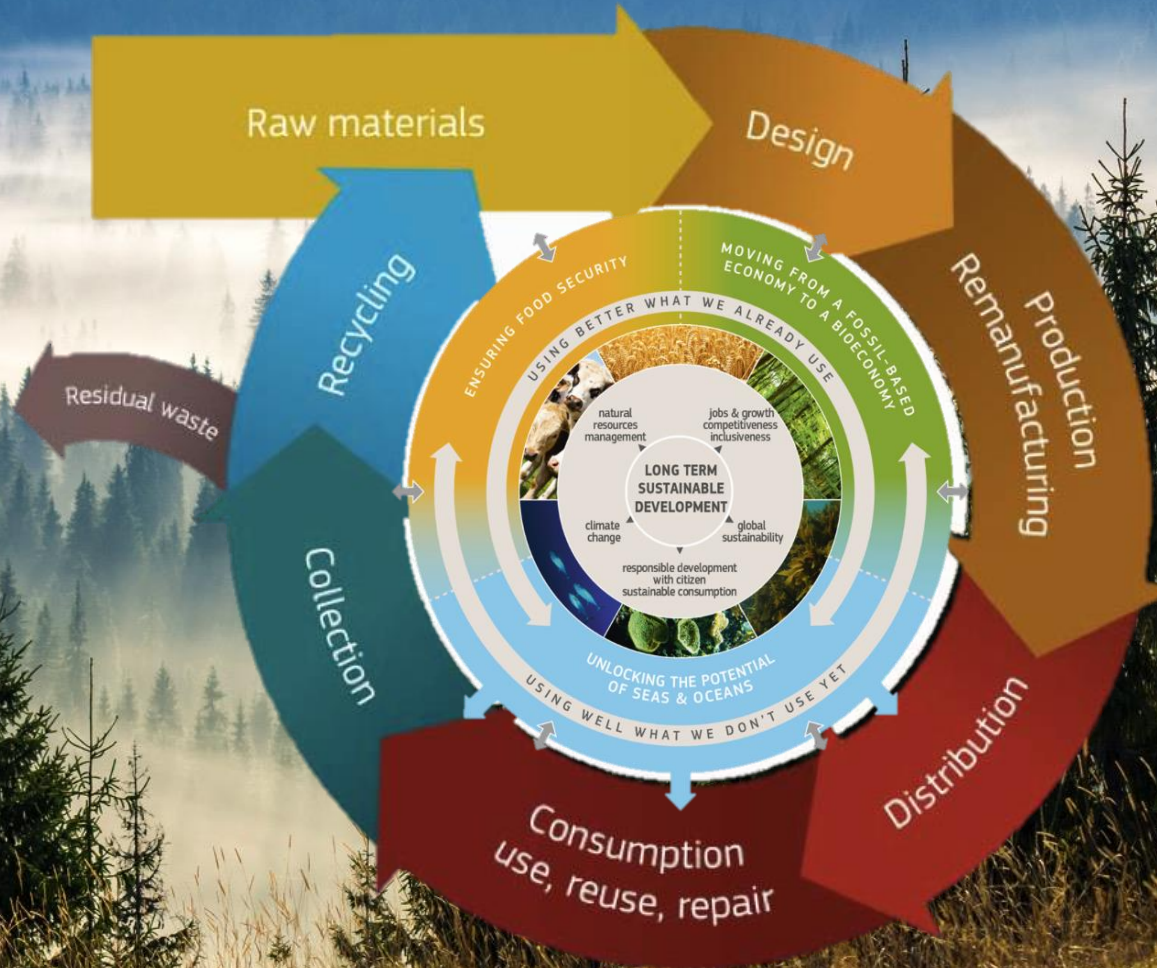 Raw materials
Design
Production
Remanufacturing
Distribution
Consumption
use, reuse, repair
Collection
Recycling
Residual waste
ENSURING FOOD SECURITY
MOVING FROM A FOSSIL-BASED
ECONOMY TO A BIOECONOMY
USING BETTER WHAT WE ALREADY USE
natural
resources
management
jobs & growth
competitiveness
inclusiveness
LONG TERM
SUSTAINABLE
DEVELOPMENT
climate
change
global
sustainability
responsible development
with citizen
sustainable consumption
UNLOCKING THE POTENTIAL
OF SEAS & OCEANS
USING WELL WHAT WE DON'T USE YET